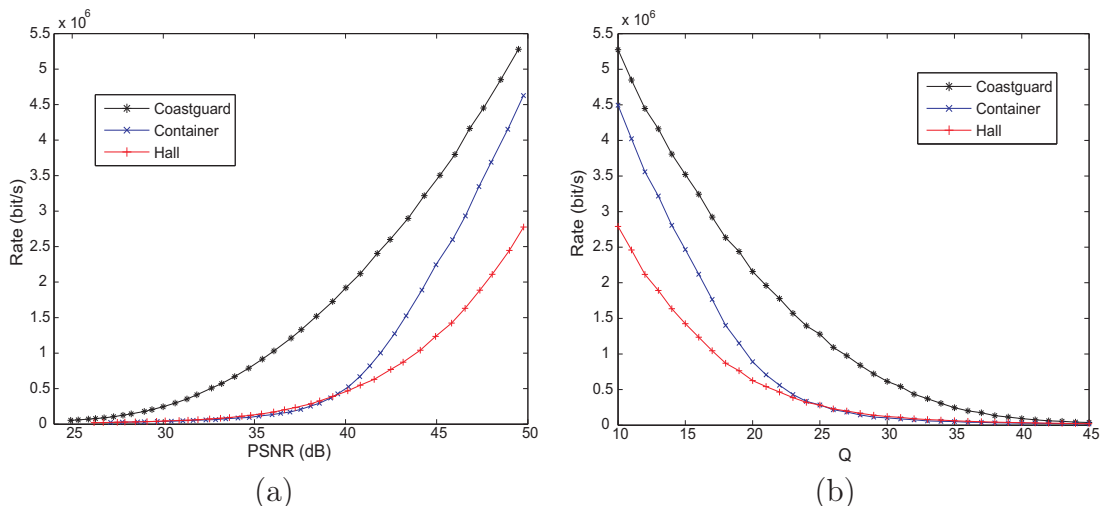 x 10^6
5.5
5
4.5
4
3.5
3
2.5
2
1.5
1
0.5
0
Rate (bit/s)
Coastguard
Container
Hall
25 30 35 40 45 50
PSNR (dB)
(a)
x 10^6
5.5
5
4.5
4
3.5
3
2.5
2
1.5
1
0.5
0
Rate (bit/s)
Coastguard
Container
Hall
10 15 20 25 30 35 40 45
Q
(b)